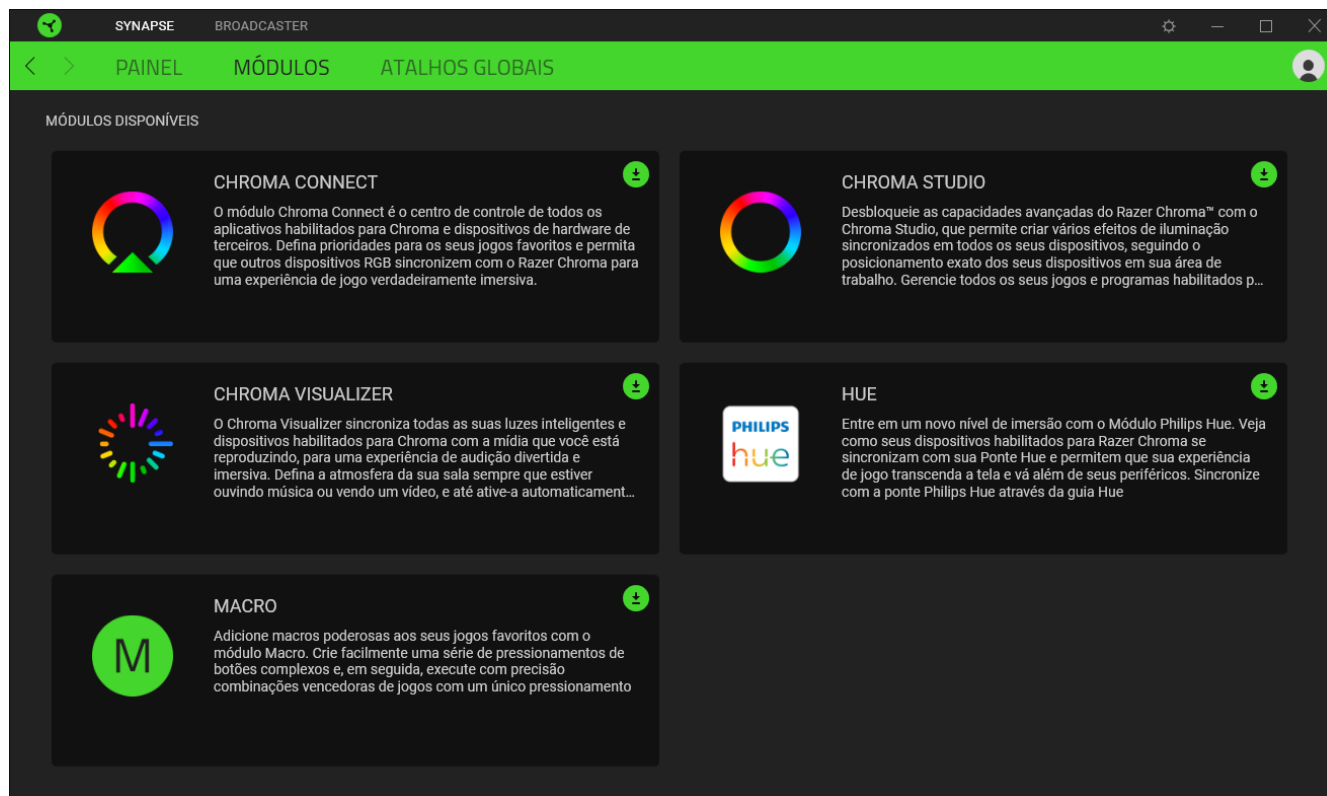 SYNAPSE BROADCASTER
PAINEL MÓDULOS ATALHOS GLOBAIS
MÓDULOS DISPONÍVEIS
CHROMA CONNECT
O módulo Chroma Connect é o centro de controle de todos os
aplicativos habilitados para Chroma e dispositivos de hardware de
terceiros. Defina prioridades para os seus jogos favoritos e permita
que outros dispositivos RGB sincronizem com o Razer Chroma para
uma experiência de jogo verdadeiramente imersiva.
CHROMA STUDIO
Desbloqueie as capacidades avançadas do Razer Chroma™ com o
Chroma Studio, que permite criar vários efeitos de iluminação
sincronizados em todos os seus dispositivos, seguindo o
posicionamento exato dos seus dispositivos em sua área de
trabalho. Gerencie todos os seus jogos e programas habilitados p...
CHROMA VISUALIZER
O Chroma Visualizer sincroniza todas as suas luzes inteligentes e
dispositivos habilitados para Chroma com a mídia que você está
reproduzindo, para uma experiência de audição divertida e
imersiva. Defina a atmosfera da sua sala sempre que estiver
ouvindo música ou vendo um vídeo, e até ative-a automaticament...
PHILIPS
hue
HUE
Entre em um novo nível de imersão com o Módulo Philips Hue. Veja
como seus dispositivos habilitados para Razer Chroma se
sincronizam com sua Ponte Hue e permitem que sua experiência
de jogo transcenda a tela e vá além de seus periféricos. Sincronize
com a ponte Philips Hue através da guia Hue
M
MACRO
Adicione macros poderosas aos seus jogos favoritos com o
módulo Macro. Crie facilmente uma série de pressionamentos de
botões complexos e, em seguida, execute com precisão
combinações vencedoras de jogos com um único pressionamento